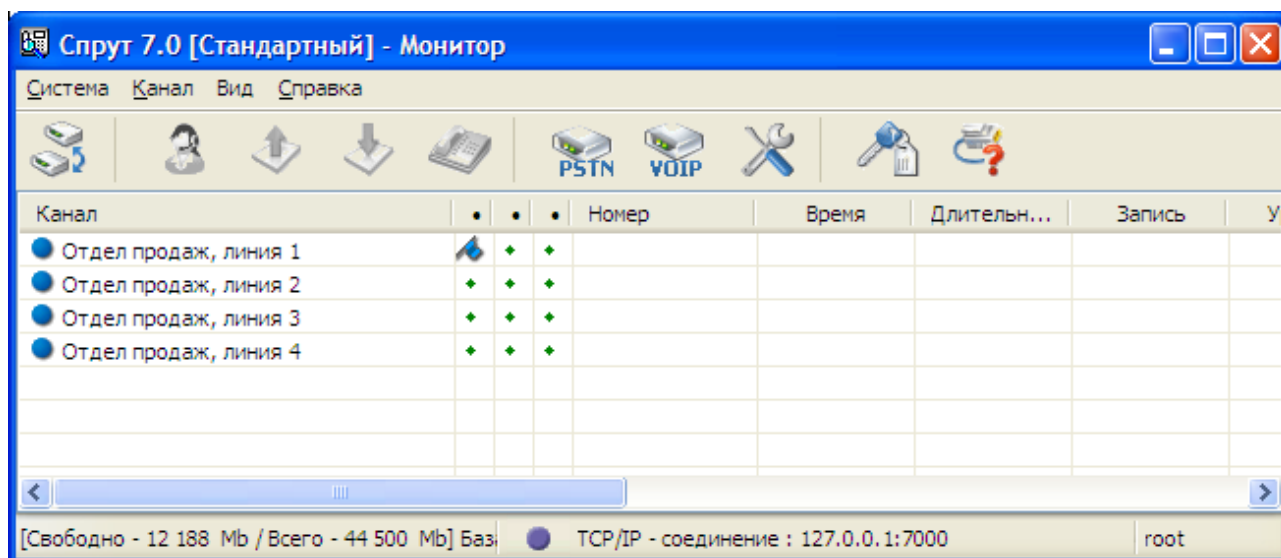 Спрут 7.0 [Стандартный] - Монитор
Система Канал Вид Справка
PSTN VOIP
Канал Номер Время Длительн... Запись У
Отдел продаж, линия 1
Отдел продаж, линия 2
Отдел продаж, линия 3
Отдел продаж, линия 4
[Свободно - 12 188 Mb / Всего - 44 500 Mb] Баз TCP/IP - соединение : 127.0.0.1:7000 root